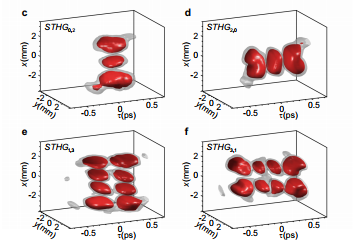 c
STHG0,2
x(mm)
2
0
-2
-2
0
2
y(mm)
-0.5
0
0.5
τ(ps)
d
STHG2,0
x(mm)
2
0
-2
-2
0
2
y(mm)
-0.5
0
0.5
τ(ps)
e
STHG1,3
x(mm)
2
0
-2
-2
0
2
y(mm)
-0.5
0
0.5
τ(ps)
f
STHG3,1
x(mm)
2
0
-2
-2
0
2
y(mm)
-0.5
0
0.5
τ(ps)